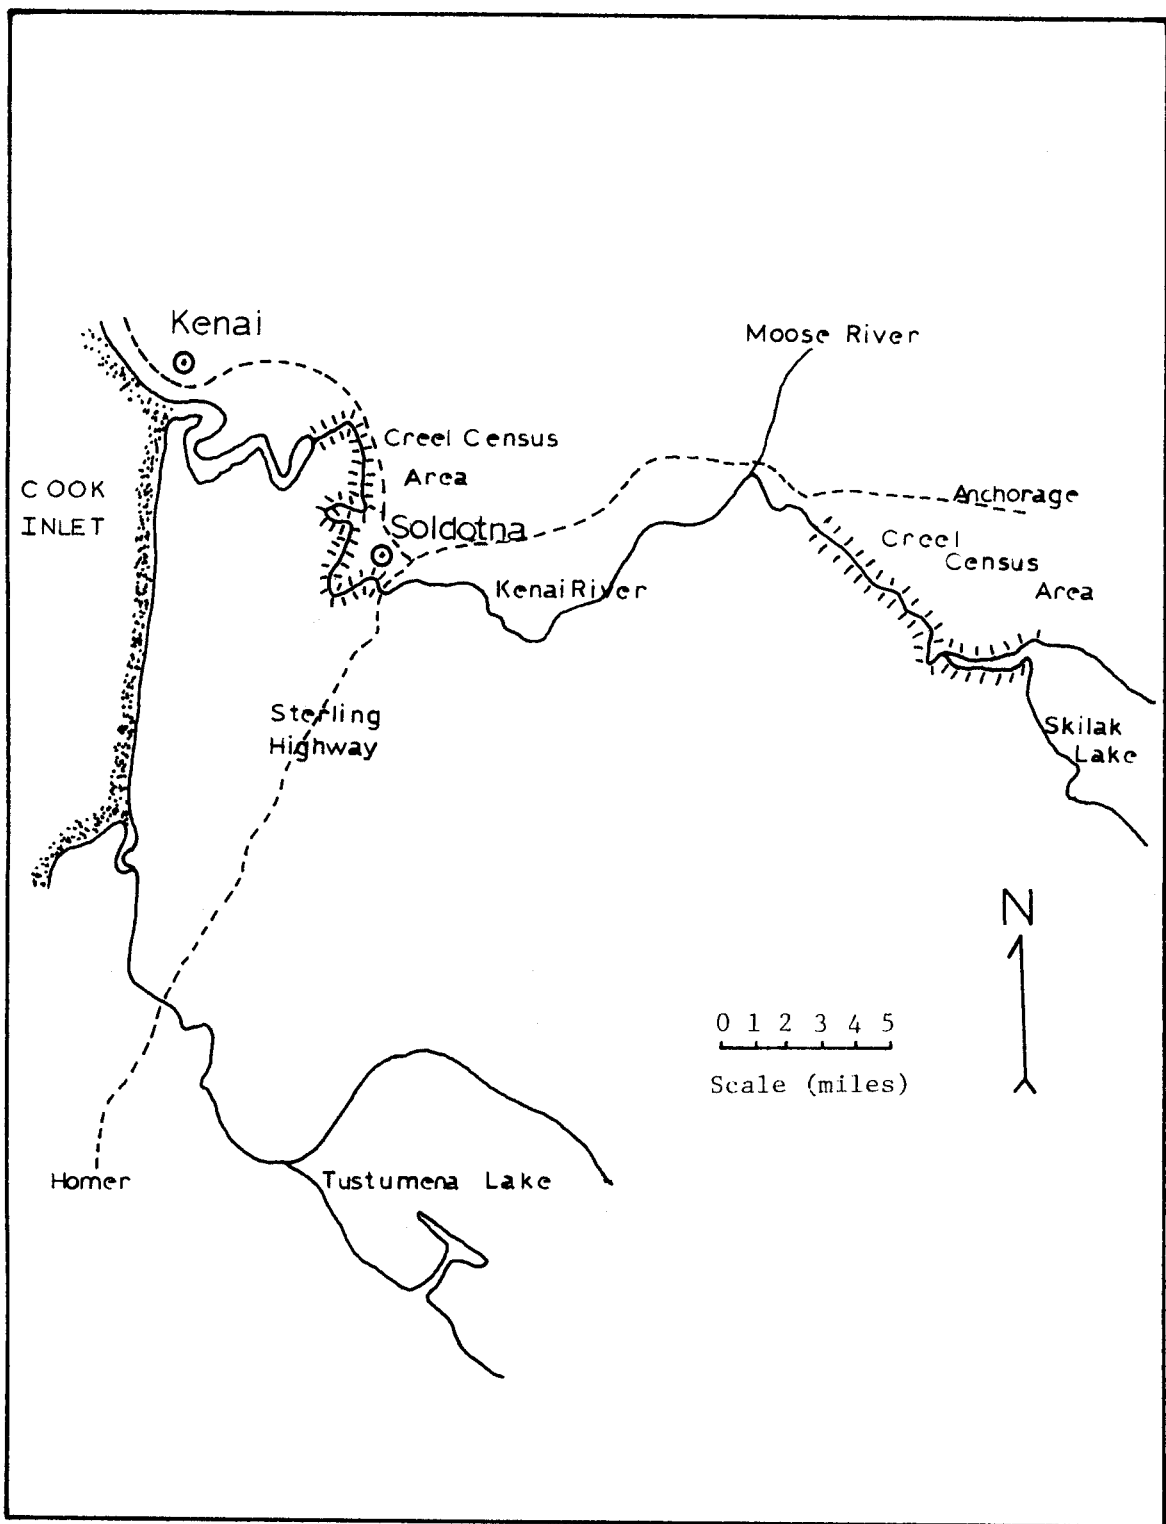 Kenai
Moose River
Creel Census
Area
COOK
INLET
Anchorage
Soldotna
Creel
Census
Area
Kenai River
Sterling
Highway
Skilak
Lake
N
0 1 2 3 4 5
Scale (miles)
Homer
Tustumena Lake